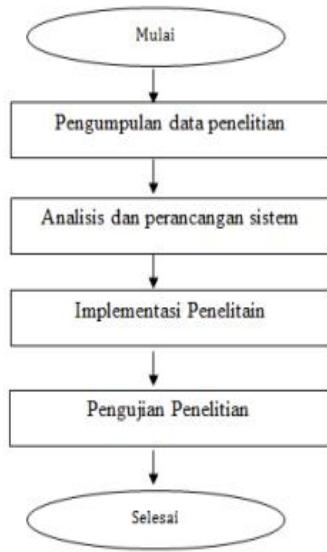 Mulai
Pengumpulan data penelitian
Analisis dan perancangan sistem
Implementasi Penelitain
Pengujian Penelitian
Selesai